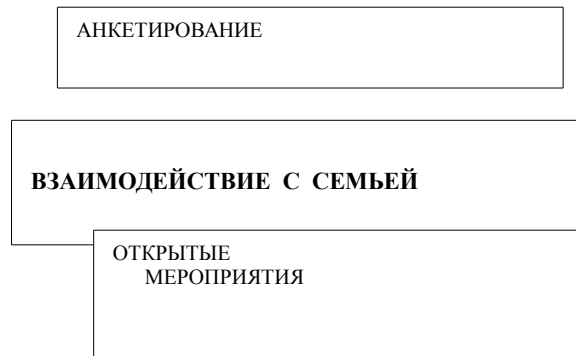 АНКЕТИРОВАНИЕ
ВЗАИМОДЕЙСТВИЕ С СЕМЬЕЙ
ОТКРЫТЫЕ
МЕРОПРИЯТИЯ